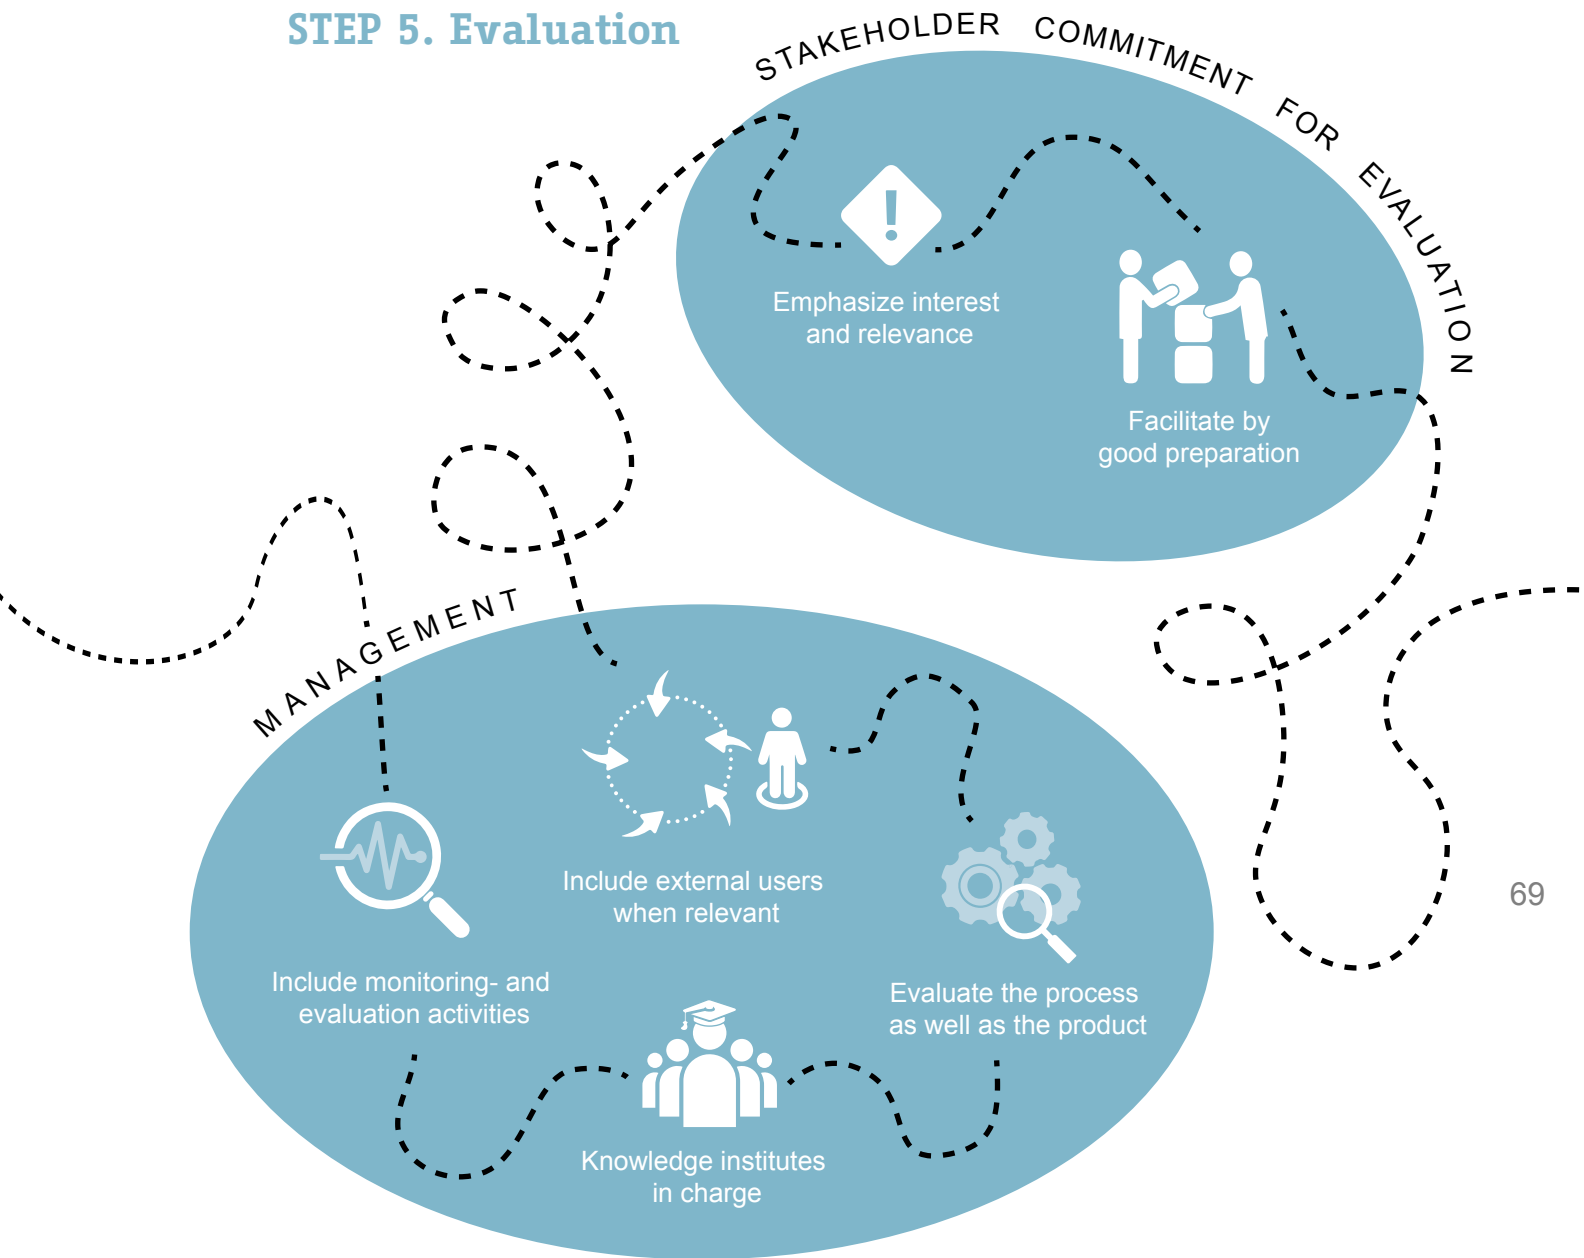 STEP 5. Evaluation
STAKEHOLDER COMMITMENT FOR EVALUATION
Emphasize interest
and relevance
Facilitate by
good preparation
MANAGEMENT
Include external users
when relevant
69
Include monitoring- and
evaluation activities
Evaluate the process
as well as the product
Knowledge institutes
in charge